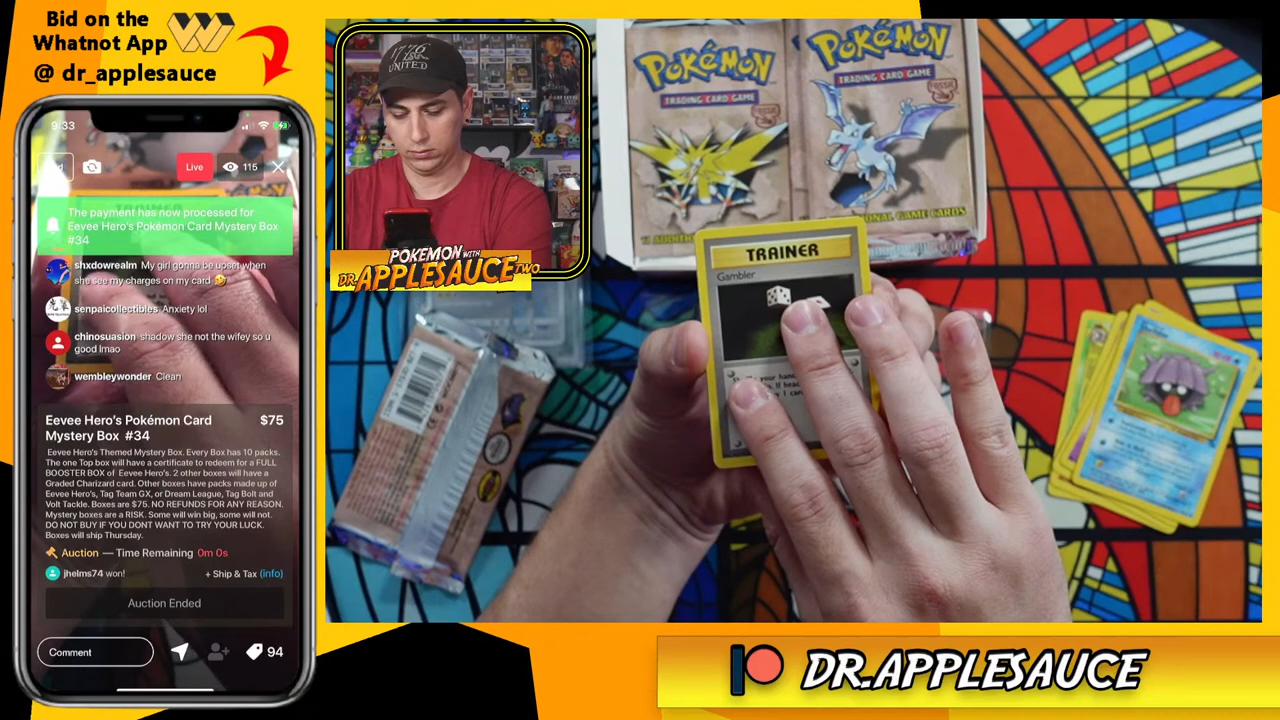 Bid on the
Whatnot App
@ dr_applesauce
9:33
Live
115
The payment has now processed for
Eevee Hero's Pokémon Card Mystery Box
#34
shxdowrealm My girl gonna be upset when
she see my charges on my card 🤣
senpaicollectibles Anxiety lol
chinosuasion shadow she not the wifey so u
good lmao
wembleywonder Clean
Eevee Hero's Pokémon Card
Mystery Box #34
$75
Eevee Hero's Themed Mystery Box. Every Box has 10 packs.
The one Top box will have a certificate to redeem for a FULL
BOOSTER BOX of Eevee Hero's. 2 other boxes will have a
Graded Charizard card. Other boxes have packs made up of
Eevee Hero's, Tag Team GX, or Dream League, Tag Bolt and
Volt Tackle. Boxes are $75. NO REFUNDS FOR ANY REASON.
Mystery boxes are a RISK. Some will win big, some will not.
DO NOT BUY IF YOU DONT WANT TO TRY YOUR LUCK.
Boxes will ship Thursday.
Auction — Time Remaining 0m 0s
jhelms74 won!
+ Ship & Tax (info)
Auction Ended
Comment
94
1776
UNITED
POKEMON WITH
DR.APPLESAUCE TWO
POKéMON
TRADING CARD GAME
POKéMON
TRADING CARD GAME
TRAINER
Gambler
your hand
DR.APPLESAUCE